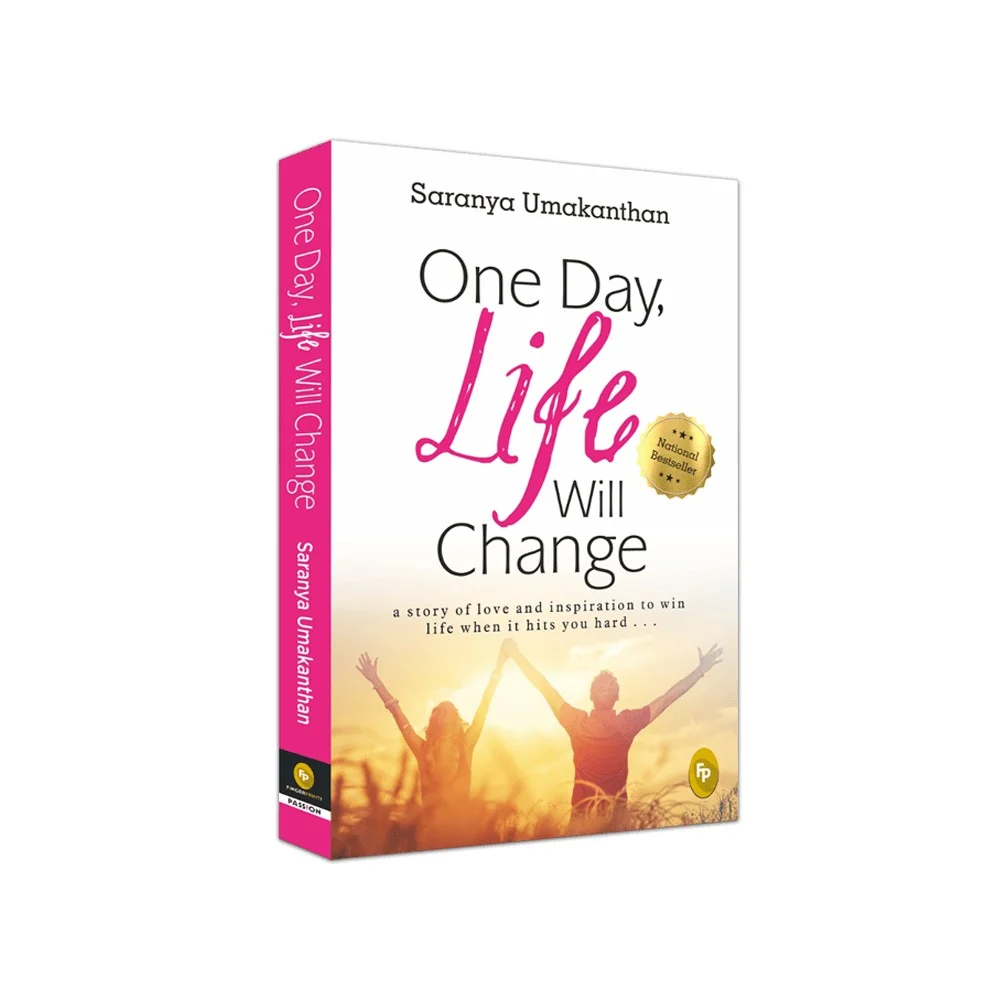 Saranya Umakanthan
One Day,
Life
Will
Change
National
Bestseller
a story of love and inspiration to win
life when it hits you hard . . .
FP
One Day, Life Will Change
Saranya Umakanthan
FP
FINGERPRINT!
PASSION